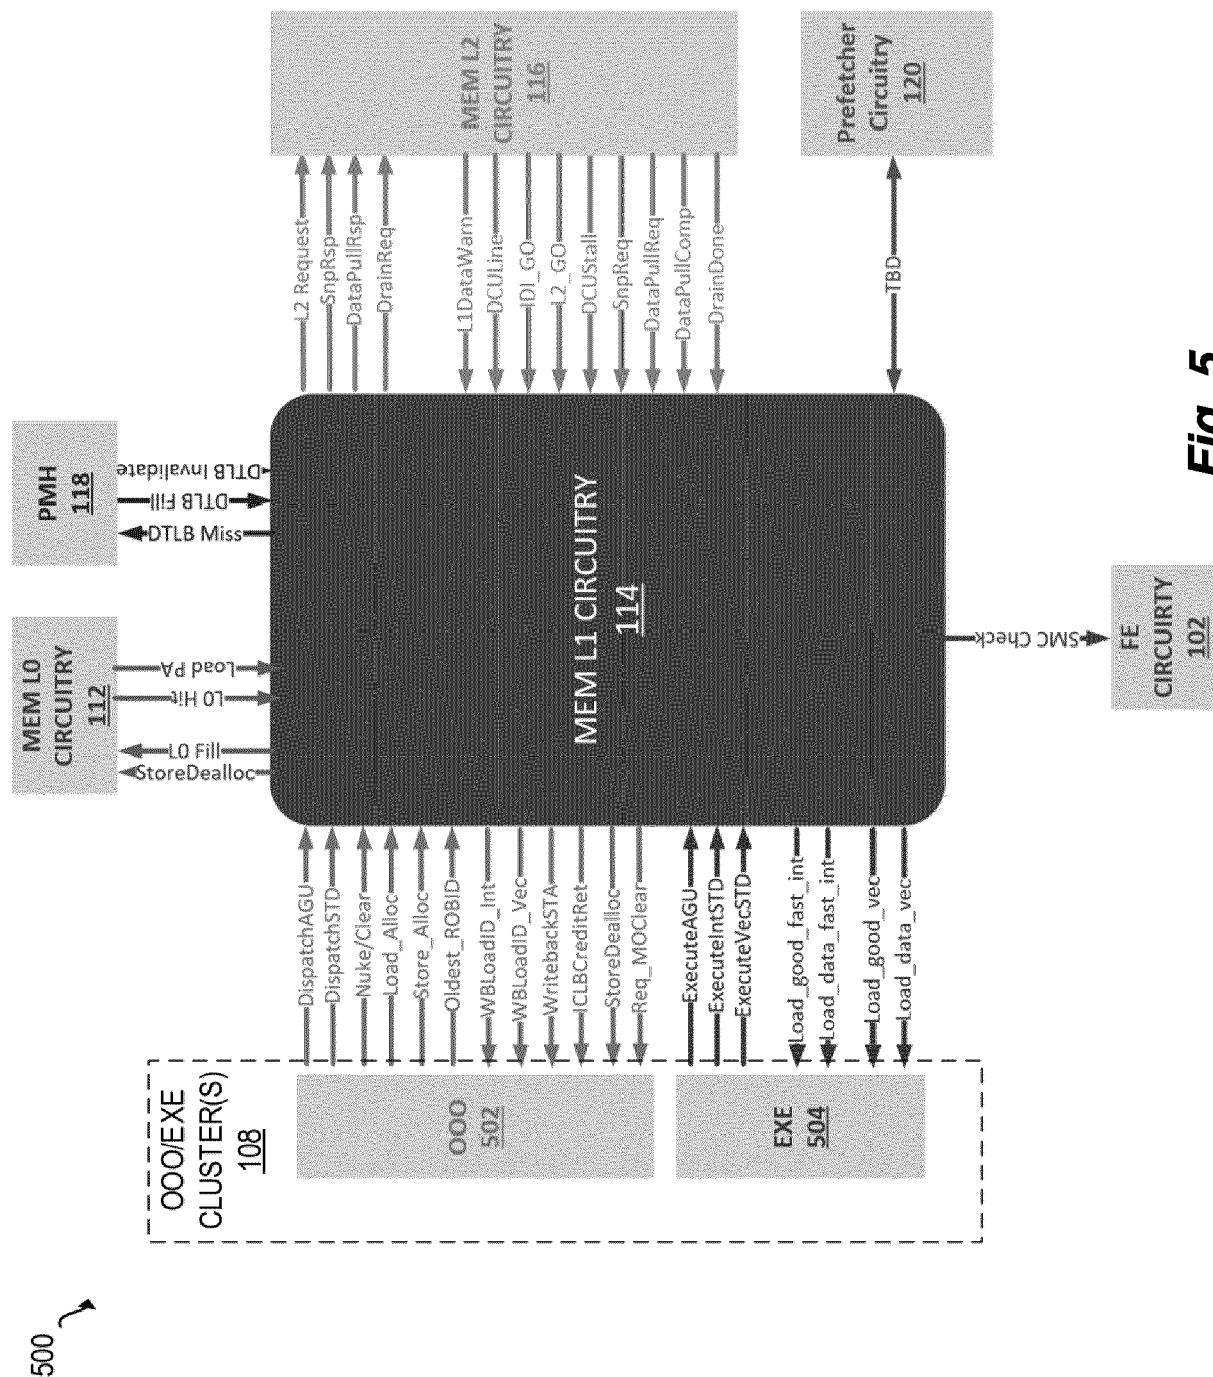 500
OOO/EXE
CLUSTER(S)
108
OOO
502
EXE
504
DispatchAGU
DispatchSTD
Nuke/Clear
Load_Alloc
Store_Alloc
Oldest_ROBID
WBLoadID_Int
WBLoadID_Vec
WritebackSTA
ICLBCreditRet
StoreDealloc
Req_MOClear
ExecuteAGU
ExecuteIntSTD
ExecuteVecSTD
Load_good_fast_int
Load_data_fast_int
Load_good_vec
Load_data_vec
MEM L0
CIRCUITRY
112
StoreDealloc
L0 Fill
L0 Hit
Load PA
PMH
118
DTLB Miss
DTLB Fill
DTLB Invalidate
MEM L1 CIRCUITRY
114
L2 Request
SnpRsp
DataPullRsp
DrainReq
L1DataWarn
DCULine
IDI_GO
L2_GO
DCUStall
SnpReq
DataPullReq
DataPullComp
DrainDone
MEM L2
CIRCUITRY
116
TBD
Prefetcher
Circuitry
120
SMC Check
FE
CIRCUIRTY
102
Fig. 5